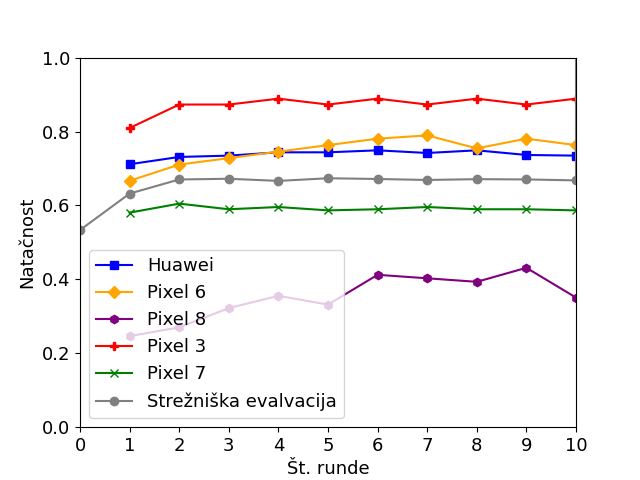 1.0
0.8
0.6
0.4
0.2
0.0
Natačnost
Huawei
Pixel 6
Pixel 8
Pixel 3
Pixel 7
Strežniška evalvacija
0 1 2 3 4 5 6 7 8 9 10
Št. runde